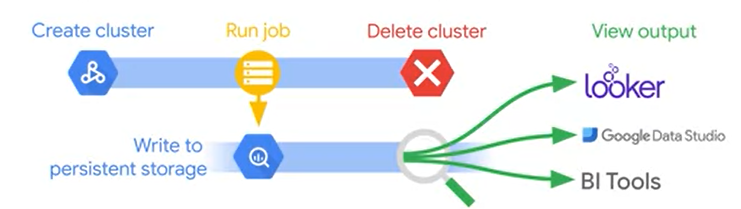 Create cluster
Run job
Delete cluster
View output
looker
Google Data Studio
Write to
persistent storage
BI Tools